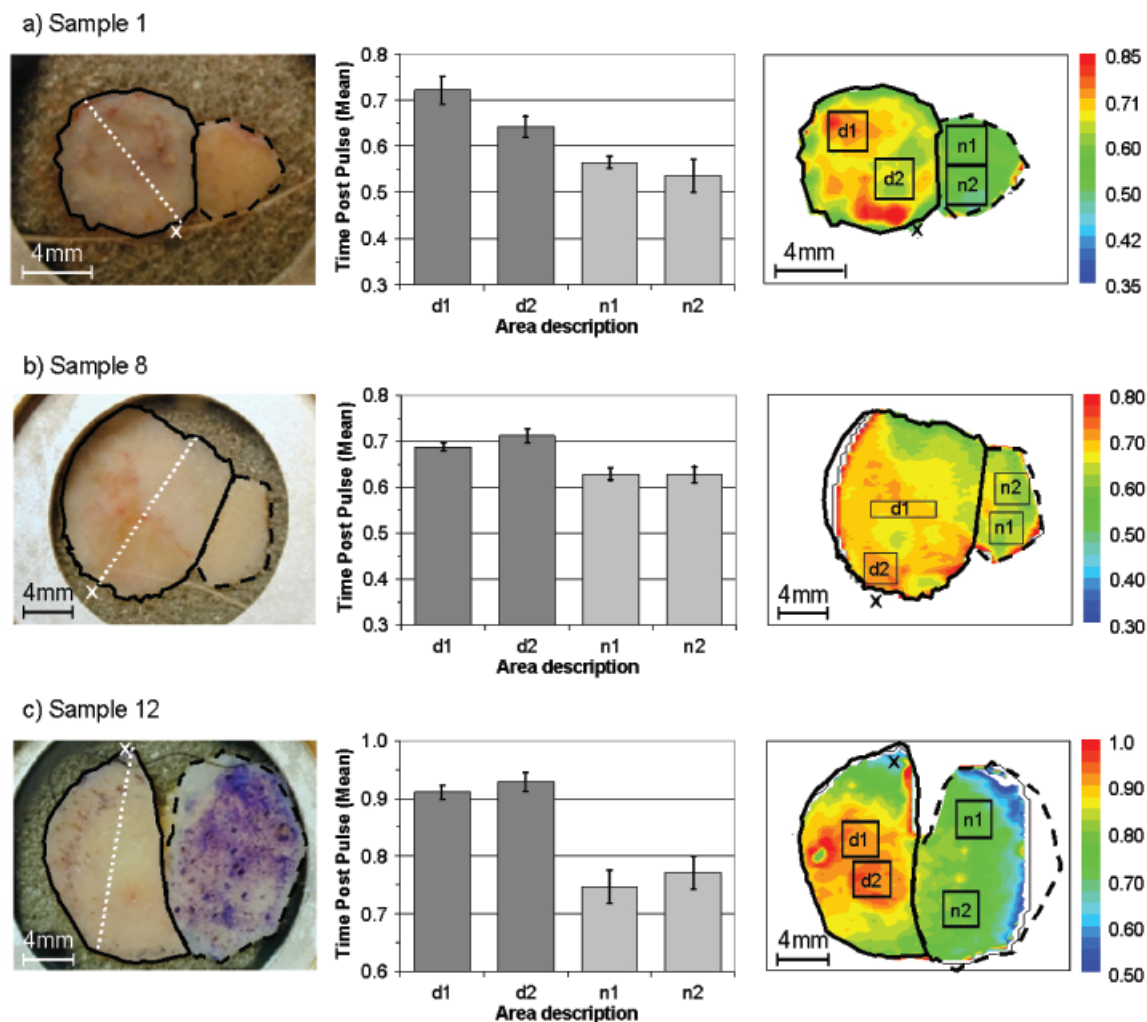 a) Sample 1
x
4mm
0.8
0.7
0.6
0.5
0.4
0.3
Time Post Pulse (Mean)
d1 d2 n1 n2
Area description
d1
d2
n1
n2
x
4mm
0.85
0.71
0.60
0.50
0.42
0.35
b) Sample 8
x
4mm
0.8
0.7
0.6
0.5
0.4
0.3
Time Post Pulse (Mean)
d1 d2 n1 n2
Area description
n2
d1
n1
d2
x
4mm
0.80
0.70
0.60
0.50
0.40
0.30
c) Sample 12
x
4mm
1.0
0.9
0.8
0.7
0.6
Time Post Pulse (Mean)
d1 d2 n1 n2
Area description
x
n1
d1
d2
n2
4mm
1.0
0.90
0.80
0.70
0.60
0.50